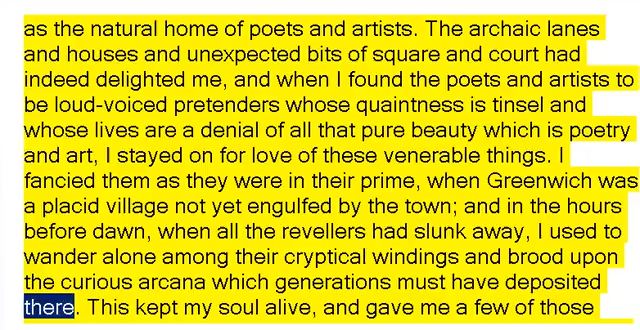 as the natural home of poets and artists. The archaic lanes
and houses and unexpected bits of square and court had
indeed delighted me, and when I found the poets and artists to
be loud-voiced pretenders whose quaintness is tinsel and
whose lives are a denial of all that pure beauty which is poetry
and art, I stayed on for love of these venerable things. I
fancied them as they were in their prime, when Greenwich was
a placid village not yet engulfed by the town; and in the hours
before dawn, when all the revellers had slunk away, I used to
wander alone among their cryptical windings and brood upon
the curious arcana which generations must have deposited
there. This kept my soul alive, and gave me a few of those